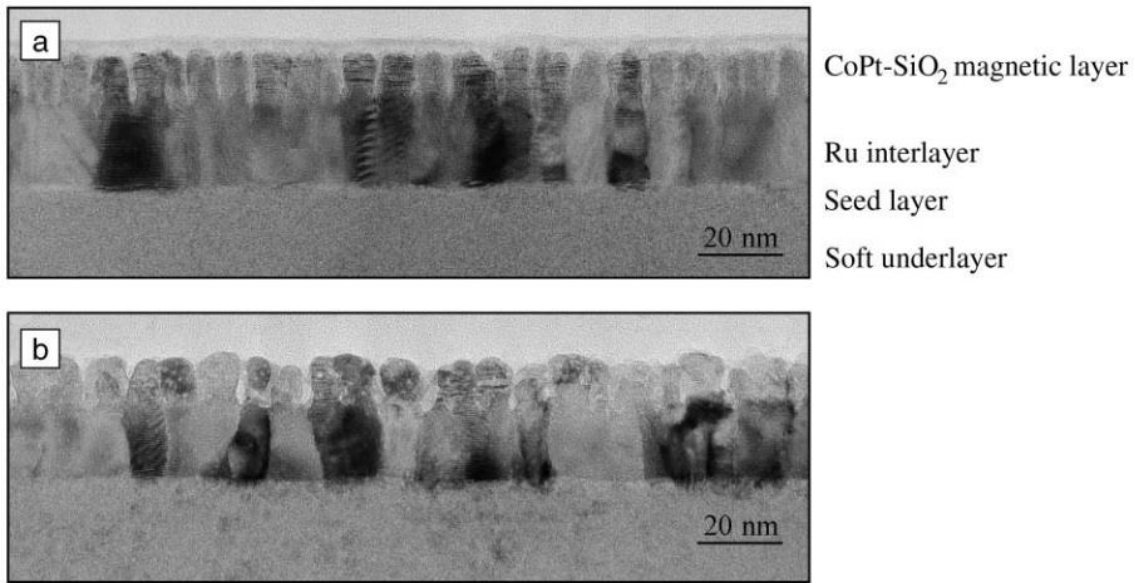 a
CoPt-SiO₂ magnetic layer
Ru interlayer
Seed layer
Soft underlayer
20 nm
b
20 nm